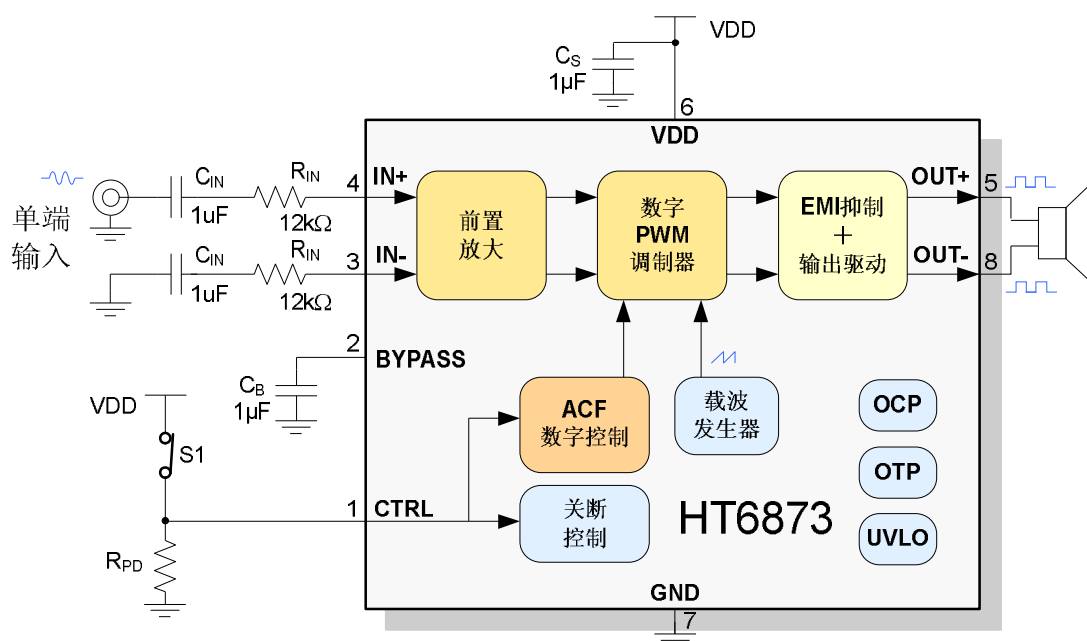 VDD
CS
1µF
6
VDD
单端
输入
CIN
1uF
RIN
12kΩ
4
IN+
CIN
1uF
RIN
12kΩ
3
IN-
前置
放大
数字
PWM
调制器
EMI抑制
+
输出驱动
OUT+
5
OUT-
8
2
BYPASS
CB
1µF
VDD
S1
RPD
1
CTRL
ACF
数字控制
载波
发生器
关断
控制
OCP
OTP
UVLO
HT6873
GND
7